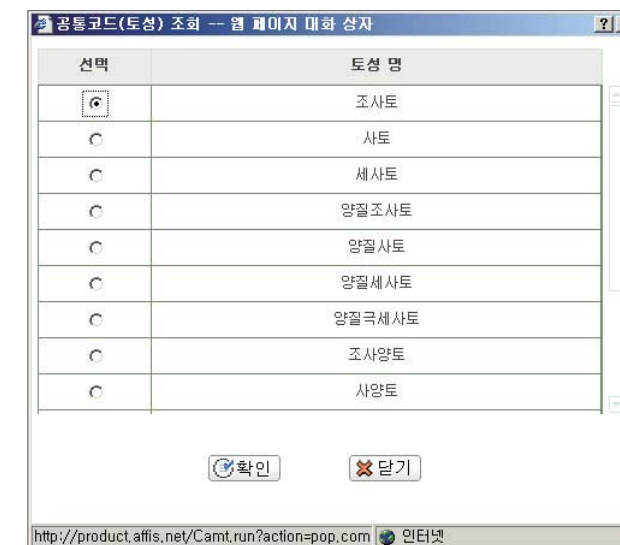 공통코드(토성) 조회 -- 웹 페이지 대화 상자
선택 토성 명
조사토
사토
세사토
양질조사토
양질사토
양질세사토
양질극세사토
조사양토
사양토
확인 닫기
http://product.affis.net/Camt.run?action=pop.com 인터넷